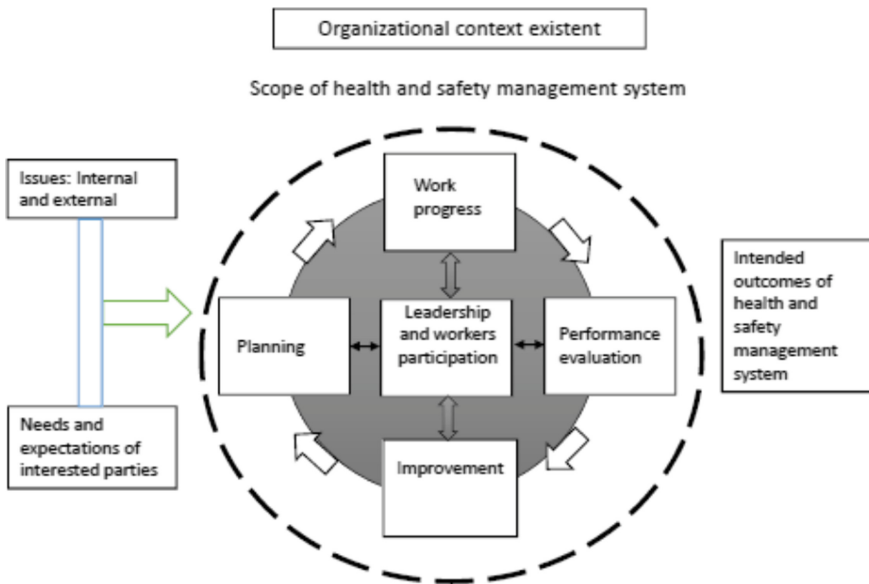 Organizational context existent
Scope of health and safety management system
Issues: Internal
and external
Work
progress
Intended
outcomes of
health and
safety
management
system
Planning
Leadership
and workers
participation
Performance
evaluation
Needs and
expectations of
interested parties
Improvement